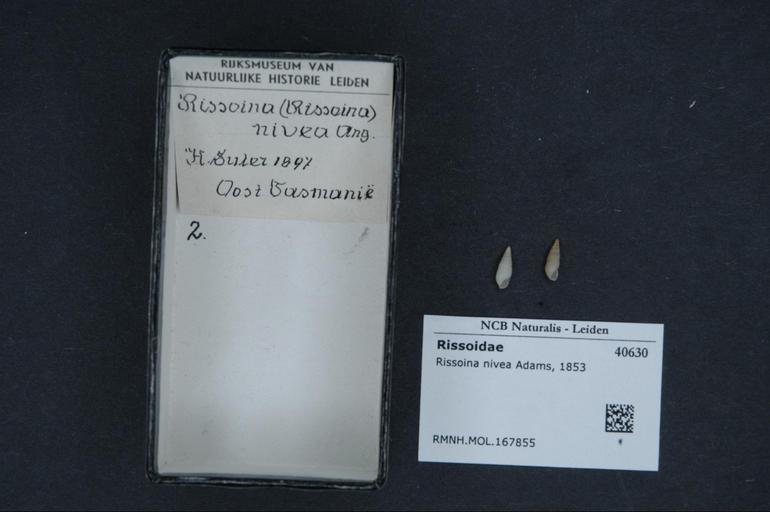 RIJKSMUSEUM VAN
NATUURLIJKE HISTORIE LEIDEN
Rissoina (Rissoina)
nivea Ang.
H. Suter 1897
Oost Tasmanië
2.
NCB Naturalis - Leiden
Rissoidae 40630
Rissoina nivea Adams, 1853
RMNH.MOL.167855